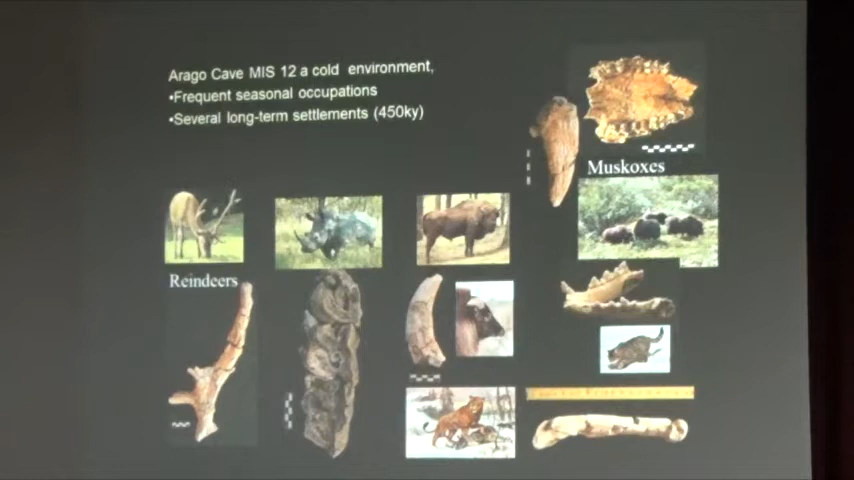 Arago Cave MIS 12 a cold environment,
•Frequent seasonal occupations
•Several long-term settlements (450ky)
Muskoxes
Reindeers